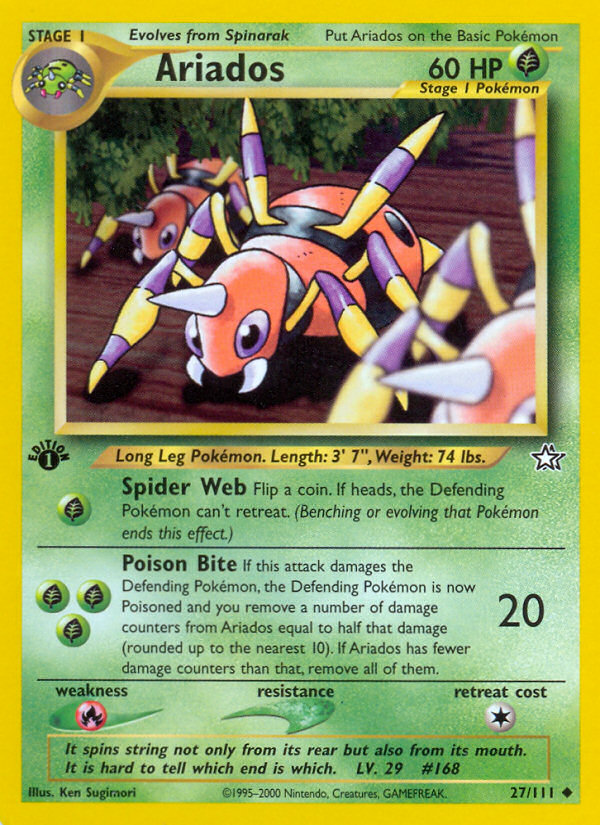 STAGE 1 Evolves from Spinarak Put Ariados on the Basic Pokémon
Ariados 60 HP
Stage 1 Pokémon
EDITION
1
Long Leg Pokémon. Length: 3' 7", Weight: 74 lbs.
Spider Web Flip a coin. If heads, the Defending
Pokémon can't retreat. (Benching or evolving that Pokémon
ends this effect.)
Poison Bite If this attack damages the
Defending Pokémon, the Defending Pokémon is now
Poisoned and you remove a number of damage
counters from Ariados equal to half that damage
(rounded up to the nearest 10). If Ariados has fewer
damage counters than that, remove all of them.
20
weakness resistance retreat cost
It spins string not only from its rear but also from its mouth.
It is hard to tell which end is which. LV. 29 #168
Illus. Ken Sugimori ©1995-2000 Nintendo, Creatures, GAMEFREAK. 27/111